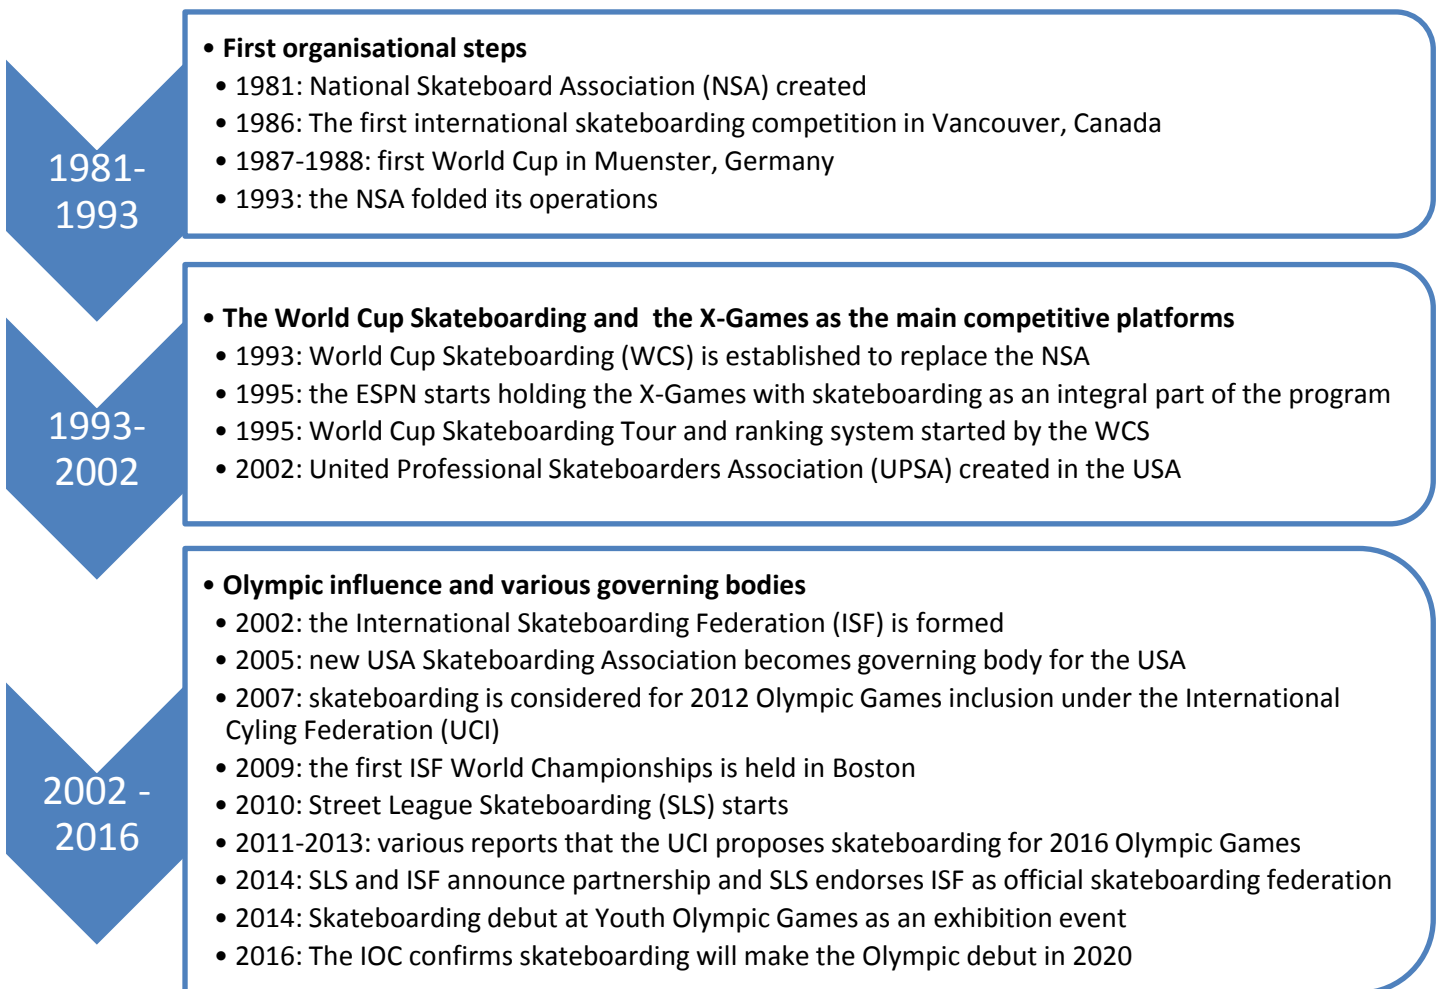 1981-
1993
• First organisational steps
• 1981: National Skateboard Association (NSA) created
• 1986: The first international skateboarding competition in Vancouver, Canada
• 1987-1988: first World Cup in Muenster, Germany
• 1993: the NSA folded its operations
1993-
2002
• The World Cup Skateboarding and  the X-Games as the main competitive platforms
• 1993: World Cup Skateboarding (WCS) is established to replace the NSA
• 1995: the ESPN starts holding the X-Games with skateboarding as an integral part of the program
• 1995: World Cup Skateboarding Tour and ranking system started by the WCS
• 2002: United Professional Skateboarders Association (UPSA) created in the USA
2002 -
2016
• Olympic influence and various governing bodies
• 2002: the International Skateboarding Federation (ISF) is formed
• 2005: new USA Skateboarding Association becomes governing body for the USA
• 2007: skateboarding is considered for 2012 Olympic Games inclusion under the International
Cyling Federation (UCI)
• 2009: the first ISF World Championships is held in Boston
• 2010: Street League Skateboarding (SLS) starts
• 2011-2013: various reports that the UCI proposes skateboarding for 2016 Olympic Games
• 2014: SLS and ISF announce partnership and SLS endorses ISF as official skateboarding federation
• 2014: Skateboarding debut at Youth Olympic Games as an exhibition event
• 2016: The IOC confirms skateboarding will make the Olympic debut in 2020